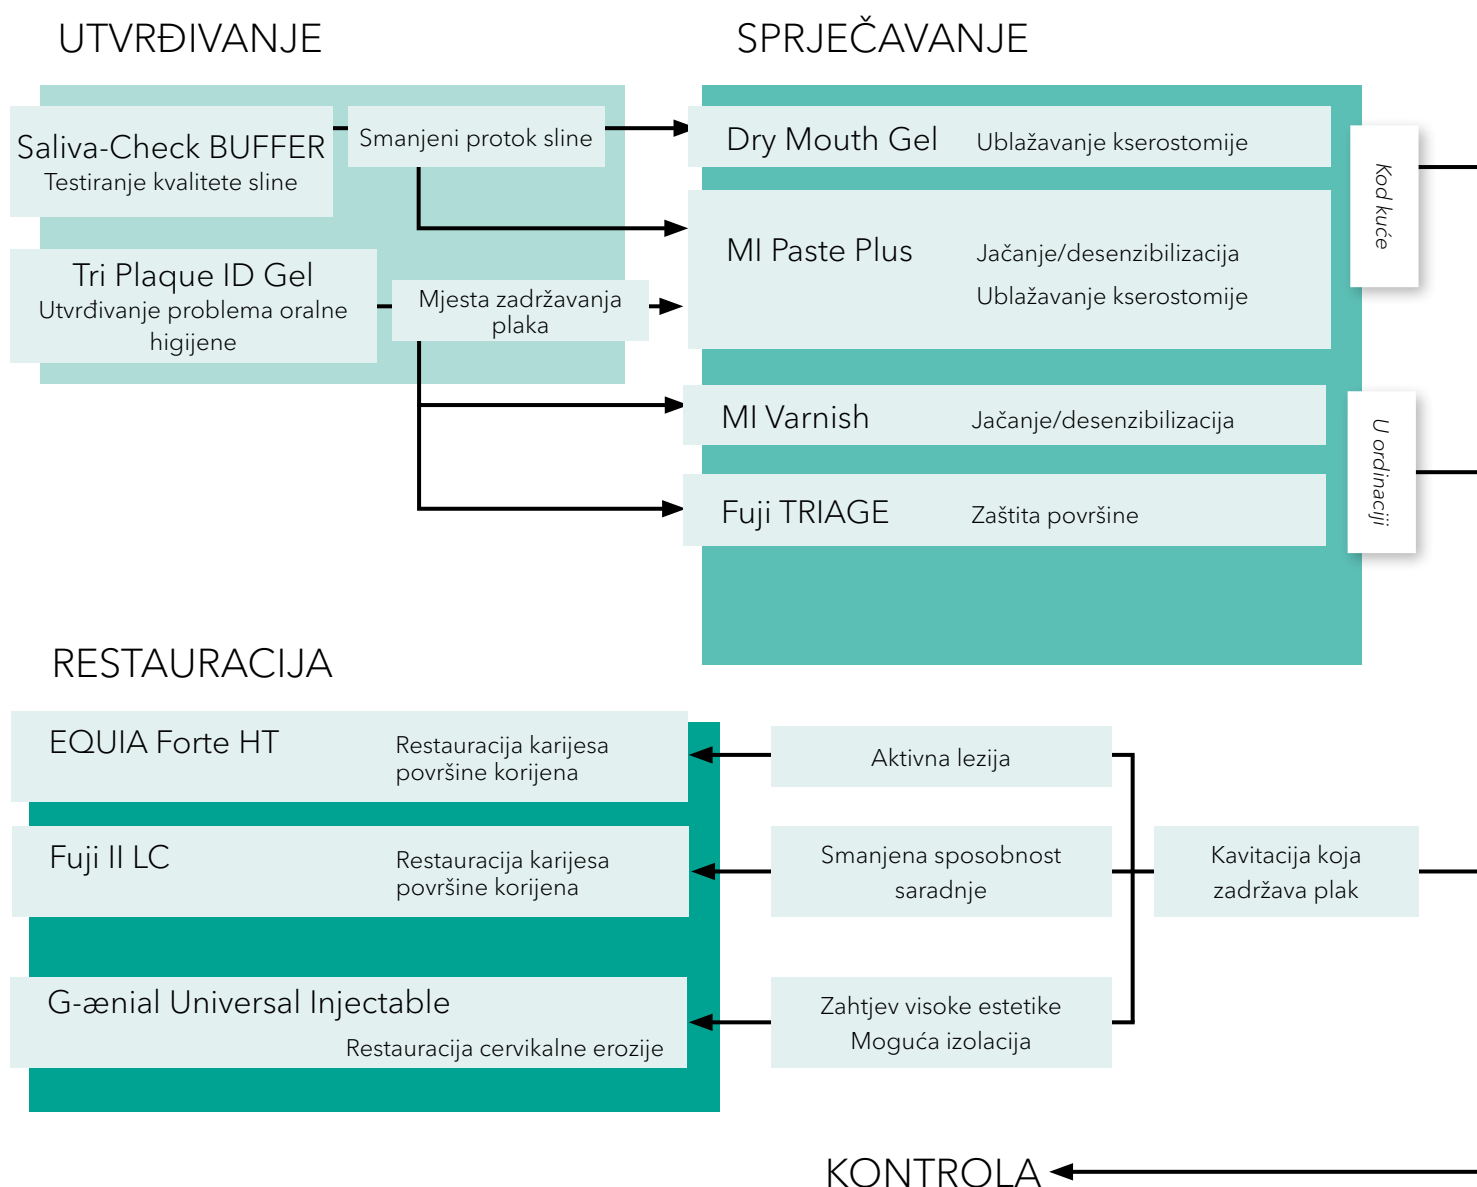 UTVRĐIVANJE
Saliva-Check BUFFER
Testiranje kvalitete sline
Smanjeni protok sline
Tri Plaque ID Gel
Utvrđivanje problema oralne
higijene
Mjesta zadržavanja
plaka
SPRJEČAVANJE
Dry Mouth Gel Ublažavanje kserostomije
MI Paste Plus Jačanje/desenzibilizacija
Ublažavanje kserostomije
Kod kuće
MI Varnish Jačanje/desenzibilizacija
Fuji TRIAGE Zaštita površine
U ordinaciji
RESTAURACIJA
EQUIA Forte HT Restauracija karijesa
površine korijena
Aktivna lezija
Fuji II LC Restauracija karijesa
površine korijena
Smanjena sposobnost
saradnje
Kavitacija koja
zadržava plak
G-ænial Universal Injectable
Restauracija cervikalne erozije
Zahtjev visoke estetike
Moguća izolacija
KONTROLA